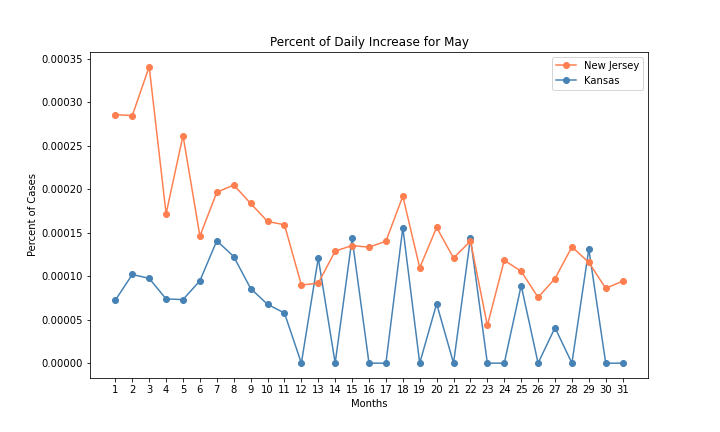 Percent of Daily Increase for May
New Jersey
Kansas
Percent of Cases
0.00035
0.00030
0.00025
0.00020
0.00015
0.00010
0.00005
0.00000
1 2 3 4 5 6 7 8 9 10 11 12 13 14 15 16 17 18 19 20 21 22 23 24 25 26 27 28 29 30 31
Months